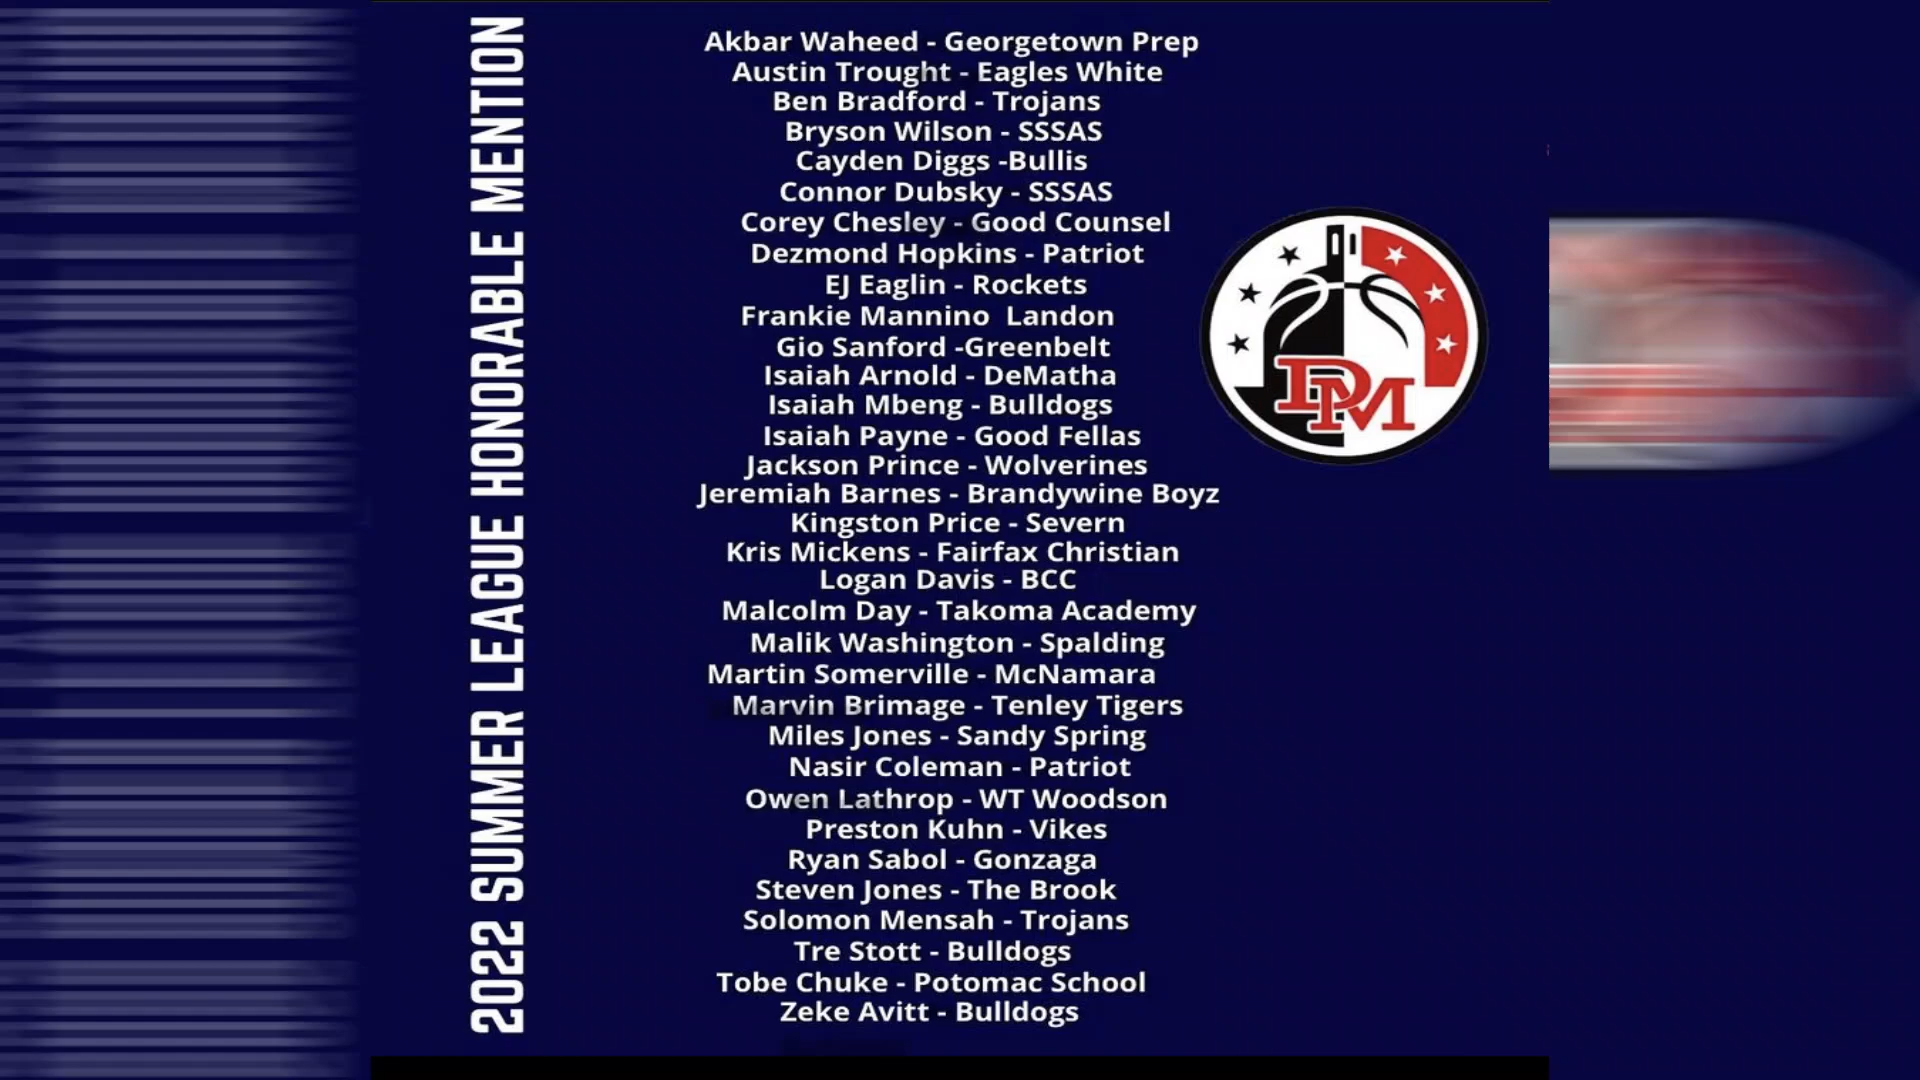 2022 SUMMER LEAGUE HONORABLE MENTION
Akbar Waheed - Georgetown Prep
Austin Trought - Eagles White
Ben Bradford - Trojans
Bryson Wilson - SSSAS
Cayden Diggs -Bullis
Connor Dubsky - SSSAS
Corey Chesley - Good Counsel
Dezmond Hopkins - Patriot
EJ Eaglin - Rockets
Frankie Mannino  Landon
Gio Sanford -Greenbelt
Isaiah Arnold - DeMatha
Isaiah Mbeng - Bulldogs
Isaiah Payne - Good Fellas
Jackson Prince - Wolverines
Jeremiah Barnes - Brandywine Boyz
Kingston Price - Severn
Kris Mickens - Fairfax Christian
Logan Davis - BCC
Malcolm Day - Takoma Academy
Malik Washington - Spalding
Martin Somerville - McNamara
Marvin Brimage - Tenley Tigers
Miles Jones - Sandy Spring
Nasir Coleman - Patriot
Owen Lathrop - WT Woodson
Preston Kuhn - Vikes
Ryan Sabol - Gonzaga
Steven Jones - The Brook
Solomon Mensah - Trojans
Tre Stott - Bulldogs
Tobe Chuke - Potomac School
Zeke Avitt - Bulldogs
DM